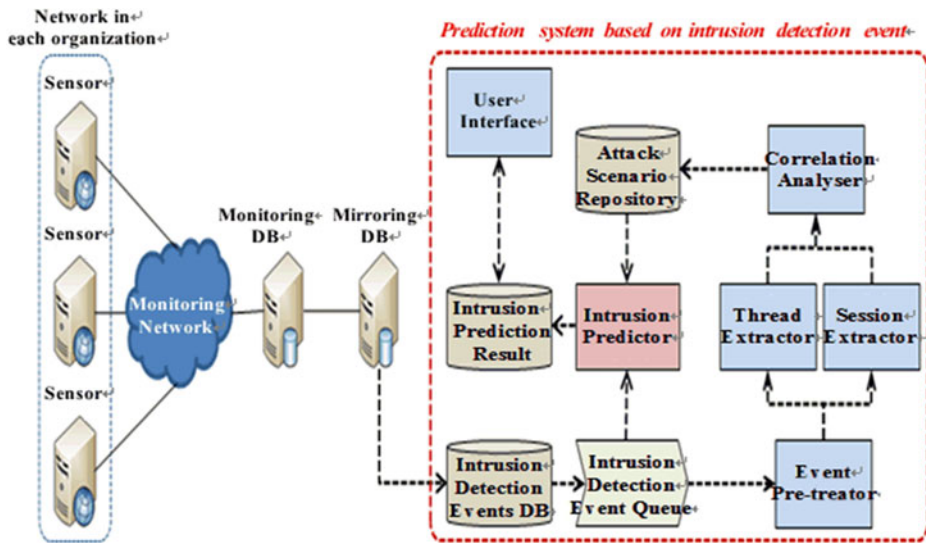 Network in
each organization
Sensor
Sensor
Sensor
Monitoring
Network
Monitoring
DB
Mirroring
DB
Prediction system based on intrusion detection event
User
Interface
Attack
Scenario
Repository
Correlation
Analyser
Intrusion
Prediction
Result
Intrusion
Predictor
Thread
Extractor
Session
Extractor
Intrusion
Detection
Events DB
Intrusion
Detection
Event Queue
Event
Pre-treator